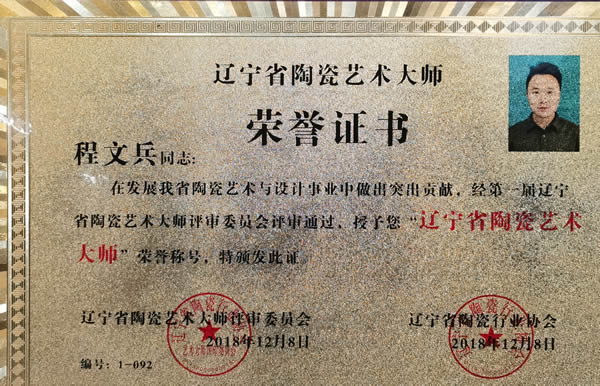 辽宁省陶瓷艺术大师
荣誉证书
程文兵同志:
在发展我省陶瓷艺术与设计事业中做出突出贡献,经第一届辽宁
省陶瓷艺术大师评审委员会评审通过,授予您“辽宁省陶瓷艺术
大师”荣誉称号,特颁发此证。
辽宁省陶瓷艺术大师评审委员会 辽宁省陶瓷行业协会
2018年12月8日 2018年12月8日
编号:1-092